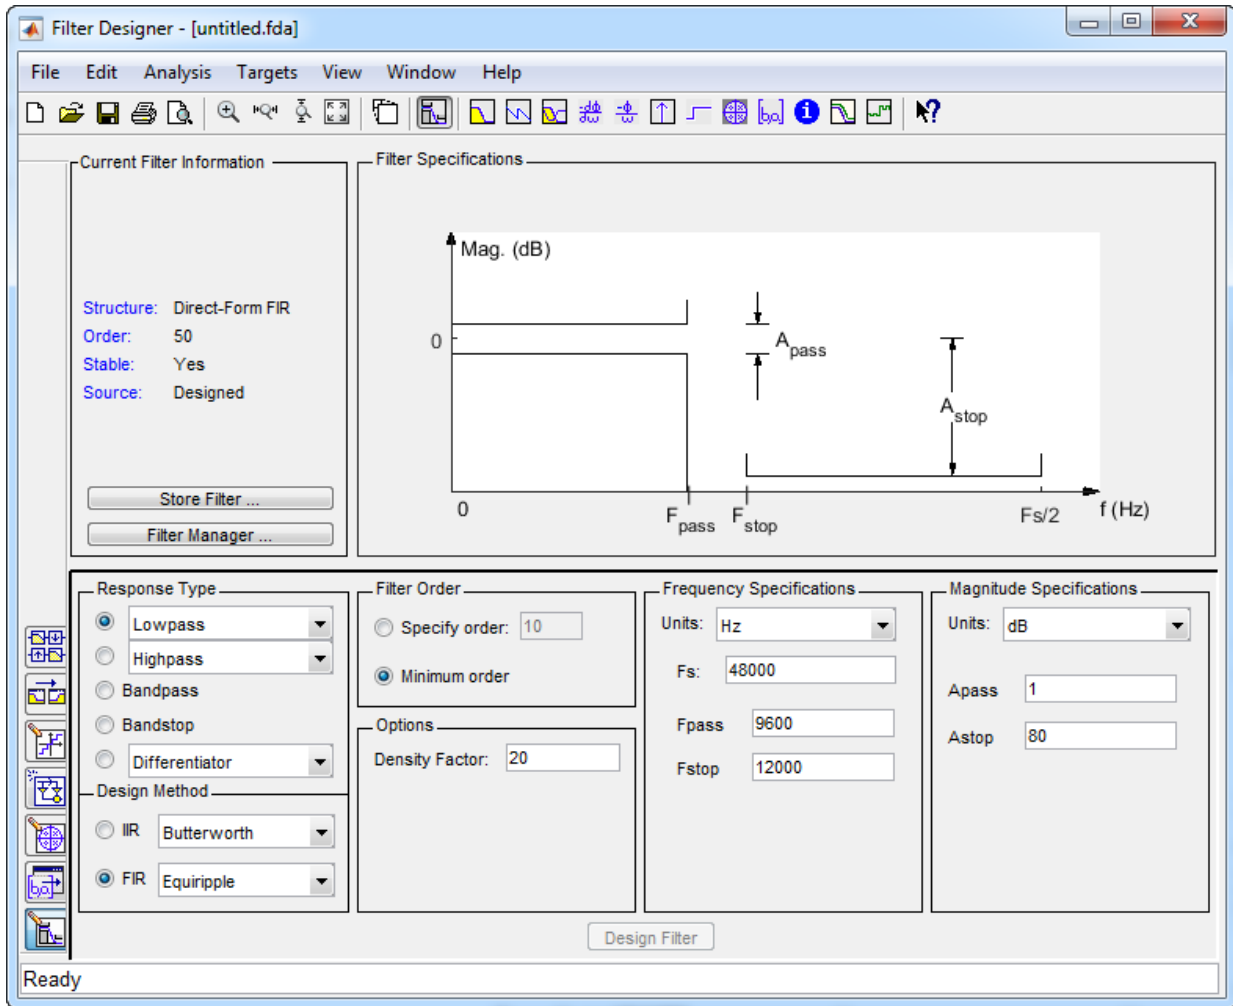 Filter Designer - [untitled.fda]
File Edit Analysis Targets View Window Help
Current Filter Information
Structure: Direct-Form FIR
Order: 50
Stable: Yes
Source: Designed
Store Filter ...
Filter Manager ...
Filter Specifications
Mag. (dB)
0
Apass
Astop
0
Fpass
Fstop
Fs/2
f (Hz)
Response Type
Lowpass
Highpass
Bandpass
Bandstop
Differentiator
Design Method
IIR Butterworth
FIR Equiripple
Filter Order
Specify order: 10
Minimum order
Options
Density Factor: 20
Frequency Specifications
Units: Hz
Fs: 48000
Fpass 9600
Fstop 12000
Magnitude Specifications
Units: dB
Apass 1
Astop 80
Design Filter
Ready